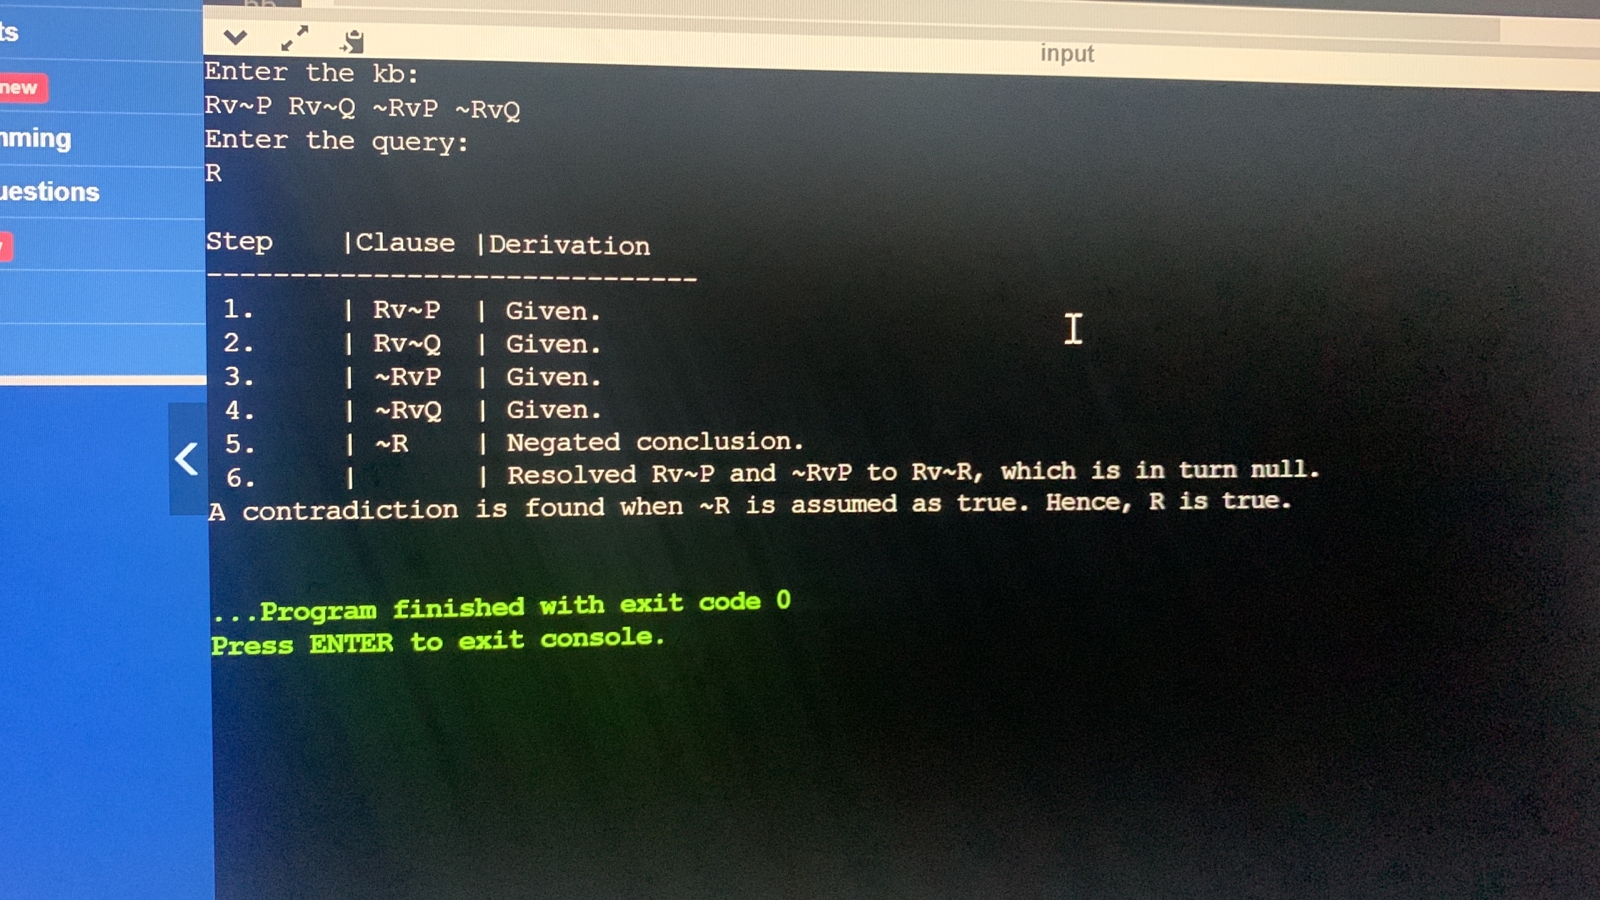 input
new
Enter the kb:
Rv~P Rv~Q ~RvP ~RvQ
Enter the query:
R
Step |Clause |Derivation
------------------------------
1. | Rv~P | Given.
2. | Rv~Q | Given.
3. | ~RvP | Given.
4. | ~RvQ | Given.
5. | ~R | Negated conclusion.
6. | | Resolved Rv~P and ~RvP to Rv~R, which is in turn null.
A contradiction is found when ~R is assumed as true. Hence, R is true.
...Program finished with exit code 0
Press ENTER to exit console.